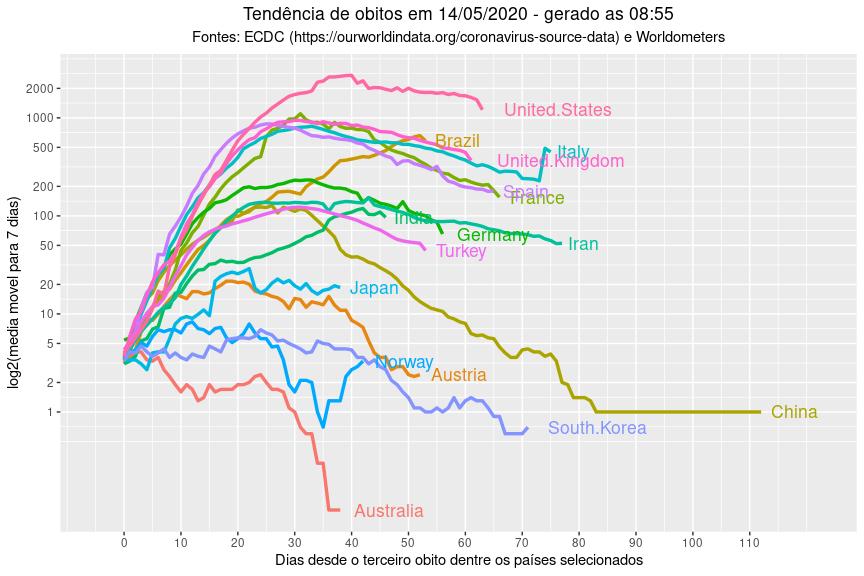 Tendência de obitos em 14/05/2020 - gerado as 08:55
Fontes: ECDC (https://ourworldindata.org/coronavirus-source-data) e Worldometers
log2(media movel para 7 dias)
2000
1000
500
200
100
50
20
10
5
2
1
United.States
Brazil
Italy
United.Kingdom
Spain
France
India
Germany
Iran
Turkey
Japan
Norway
Austria
China
South.Korea
Australia
0 10 20 30 40 50 60 70 80 90 100 110
Dias desde o terceiro obito dentre os países selecionados